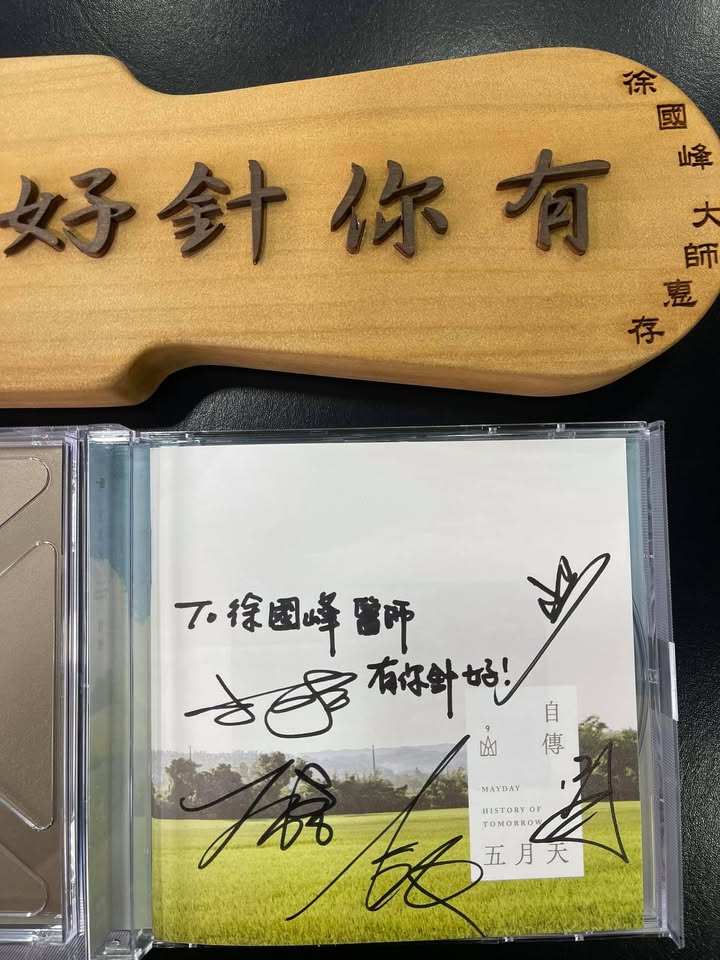 有你針好
徐國峰大師惠存
To 徐國峰 醫師
有你針好!
自傳
9
MAYDAY
HISTORY OF
TOMORROW
五月天